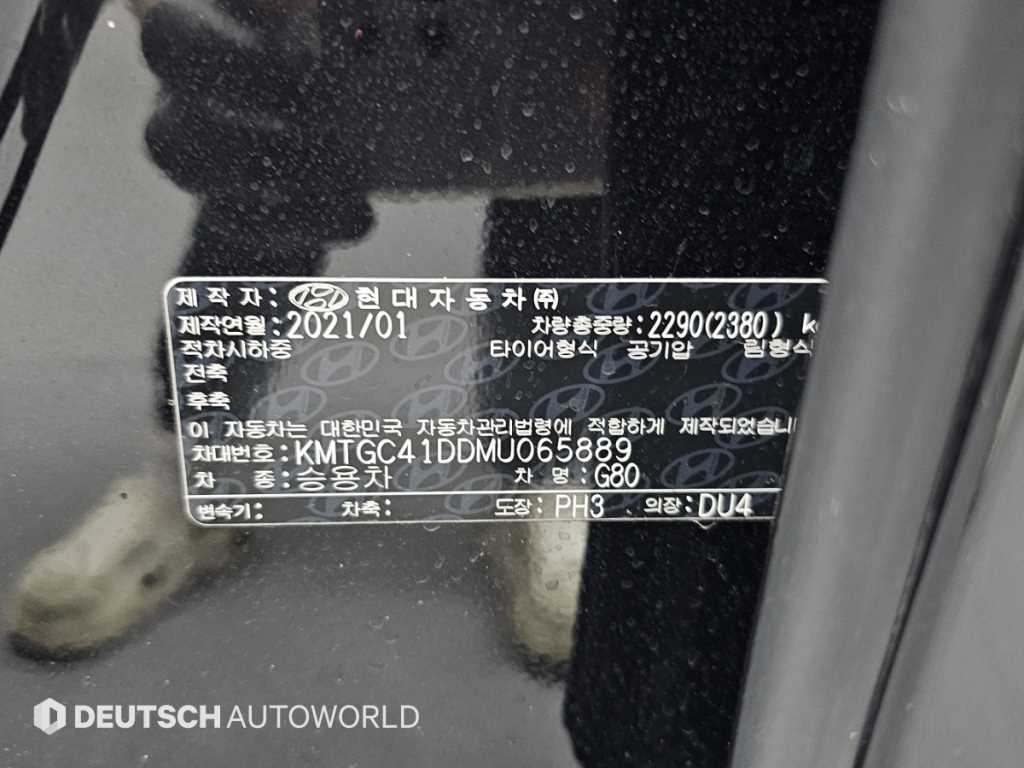 제 작 자: 현 대 자 동 차 ㈜
제작연월: 2021/01 차량총중량: 2290(2380)
적차시하중 타이어형식 공기압 림형식
전축
후축
이 자동차는 대한민국 자동차관리법령에 적합하게 제작되었습니
차대번호: KMTGC41DDMU065889
차 종: 승용차 차 명: G80
변속기: 차축: 도장: PH3 의장: DU4
DEUTSCH AUTOWORLD